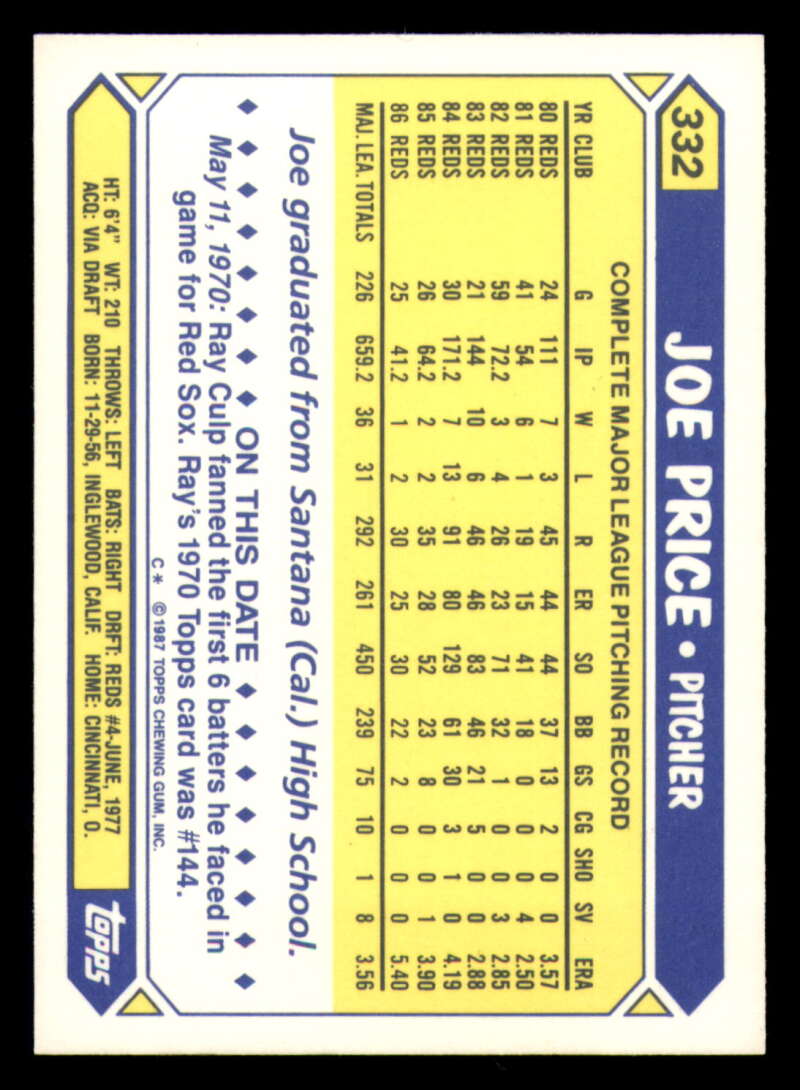 332 JOE PRICE • PITCHER
COMPLETE MAJOR LEAGUE PITCHING RECORD
YR CLUB G IP W L R ER SO BB GS CG SHO SV ERA
80 REDS 24 111 7 3 45 44 44 37 13 2 0 0 3.57
81 REDS 41 54 6 1 19 15 41 18 0 0 0 4 2.50
82 REDS 59 72.2 3 4 26 23 71 32 1 0 0 3 2.85
83 REDS 21 144 10 6 46 46 83 46 21 5 0 0 2.88
84 REDS 30 171.2 7 13 91 80 129 61 30 3 1 0 4.19
85 REDS 26 64.2 2 2 35 28 52 23 8 0 0 1 3.90
86 REDS 25 41.2 1 2 30 25 30 22 2 0 0 0 5.40
MAJ. LEA. TOTALS 226 659.2 36 31 292 261 450 239 75 10 1 8 3.56
Joe graduated from Santana (Cal.) High School.
ON THIS DATE
May 11, 1970: Ray Culp fanned the first 6 batters he faced in
game for Red Sox. Ray's 1970 Topps card was #144.
C* ©1987 TOPPS CHEWING GUM, INC.
HT: 6'4" WT: 210 THROWS: LEFT BATS: RIGHT DRFT: REDS #4-JUNE, 1977
ACQ: VIA DRAFT BORN: 11-29-56, INGLEWOOD, CALIF. HOME: CINCINNATI, O.
topps